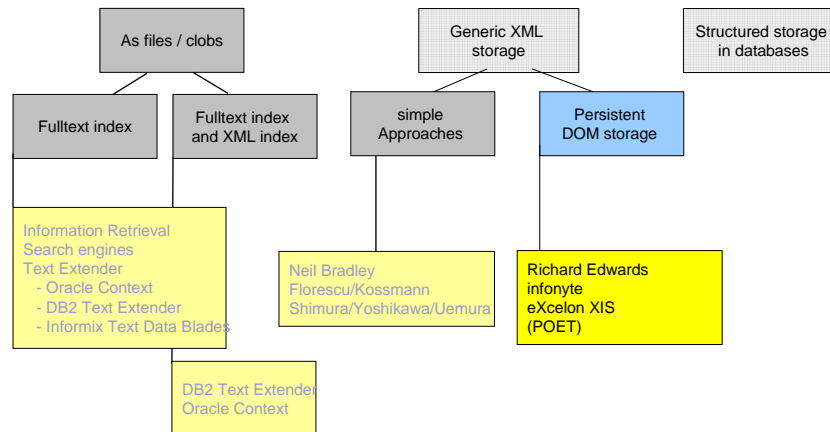 As files / clobs
Generic XML
storage
Structured storage
in databases
Fulltext index
Fulltext index
and XML index
simple
Approaches
Persistent
DOM storage
Information Retrieval
Search engines
Text Extender
- Oracle Context
- DB2 Text Extender
- Informix Text Data Blades
Neil Bradley
Florescu/Kossmann
Shimura/Yoshikawa/Uemura
Richard Edwards
infonyte
eXcelon XIS
(POET)
DB2 Text Extender
Oracle Context